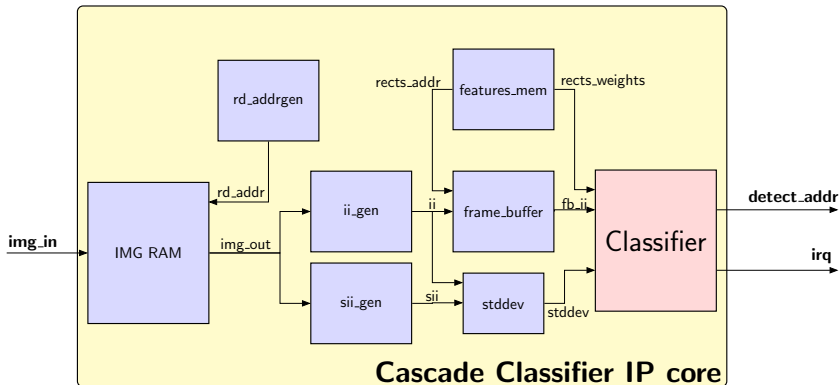 rects_addr
features_mem
rects_weights
rd_addrgen
rd_addr
ii_gen
ii
frame_buffer
fb_ii
Classifier
detect_addr
img_in
IMG RAM
img_out
irq
sii_gen
sii
stddev
stddev
Cascade Classifier IP core